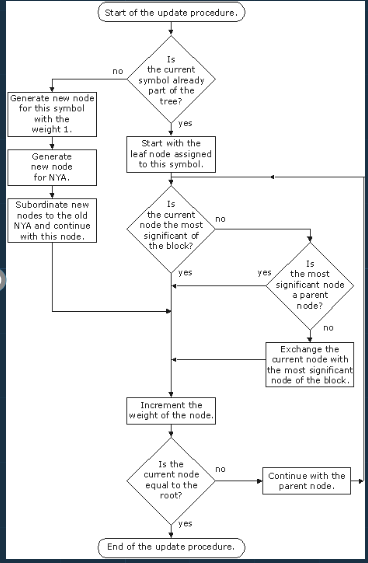 Start of the update procedure.
Is
the current
symbol already
part of the
tree?
no
yes
Generate new node
for this symbol
with the
weight 1.
Generate
new node
for NYA.
Subordinate new
nodes to the old
NYA and continue
with this node.
Start with the
leaf node assigned
to this symbol.
Is
the current
node the most
significant of
the block?
no
yes
Is
the most
significant node
a parent
node?
yes
no
Exchange the
current node with
the most significant
node of the block.
Increment the
weight of the node.
Is the
current node
equal to the
root?
no
yes
Continue with the
parent node.
End of the update procedure.